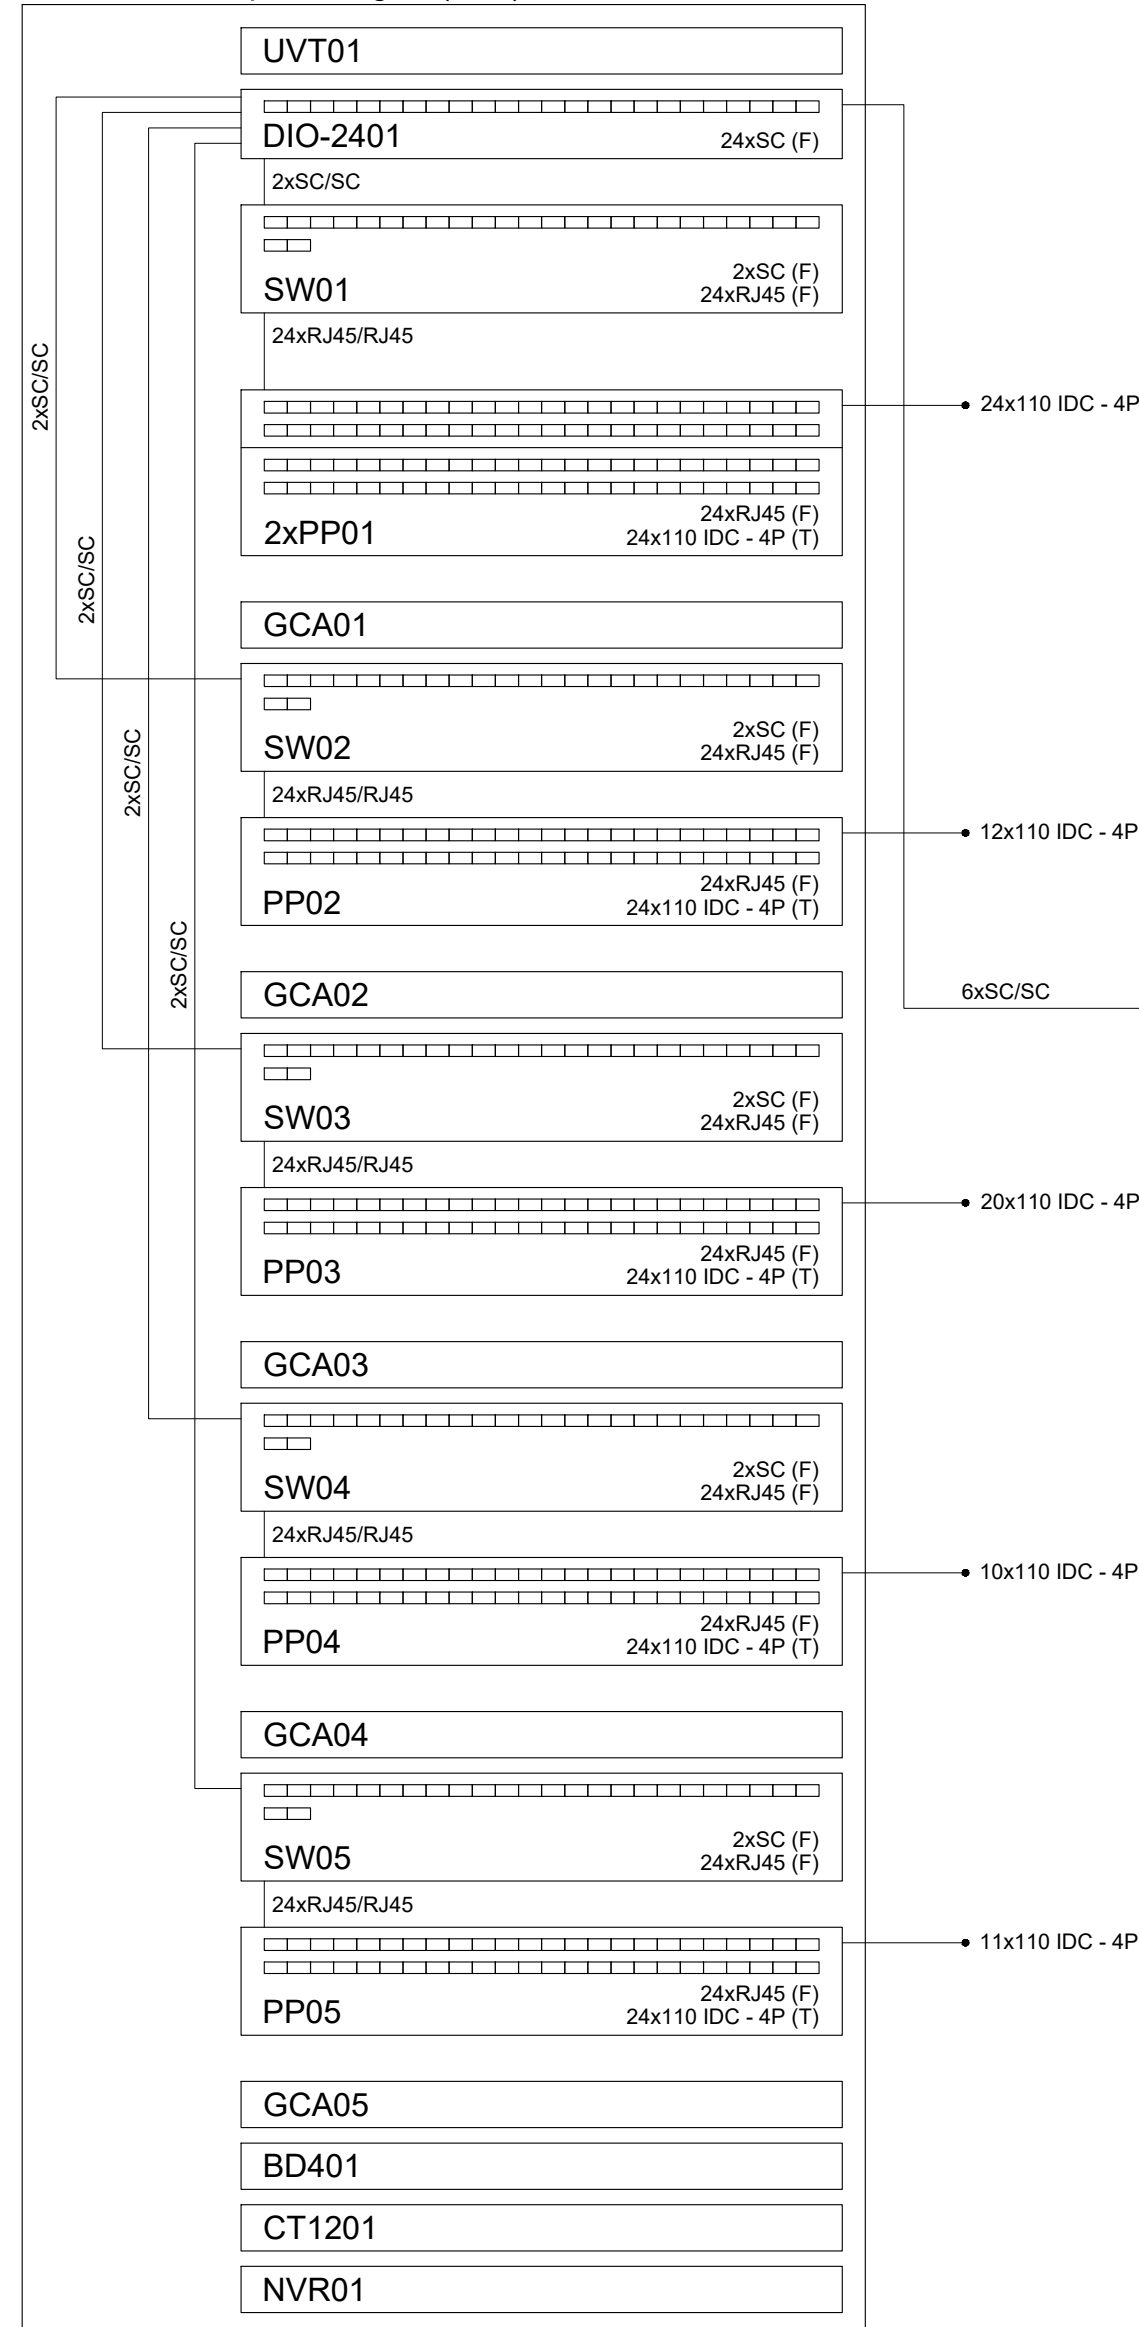 UVT01
DIO-2401
24xSC (F)
2xSC/SC
SW01
2xSC (F)
24xRJ45 (F)
24xRJ45/RJ45
2xSC/SC
24x110 IDC - 4P
2xPP01
24xRJ45 (F)
24x110 IDC - 4P (T)
2xSC/SC
GCA01
SW02
2xSC (F)
24xRJ45 (F)
2xSC/SC
24xRJ45/RJ45
12x110 IDC - 4P
PP02
24xRJ45 (F)
24x110 IDC - 4P (T)
2xSC/SC
GCA02
6xSC/SC
SW03
2xSC (F)
24xRJ45 (F)
24xRJ45/RJ45
20x110 IDC - 4P
PP03
24xRJ45 (F)
24x110 IDC - 4P (T)
GCA03
SW04
2xSC (F)
24xRJ45 (F)
24xRJ45/RJ45
10x110 IDC - 4P
PP04
24xRJ45 (F)
24x110 IDC - 4P (T)
GCA04
SW05
2xSC (F)
24xRJ45 (F)
24xRJ45/RJ45
11x110 IDC - 4P
PP05
24xRJ45 (F)
24x110 IDC - 4P (T)
GCA05
BD401
CT1201
NVR01